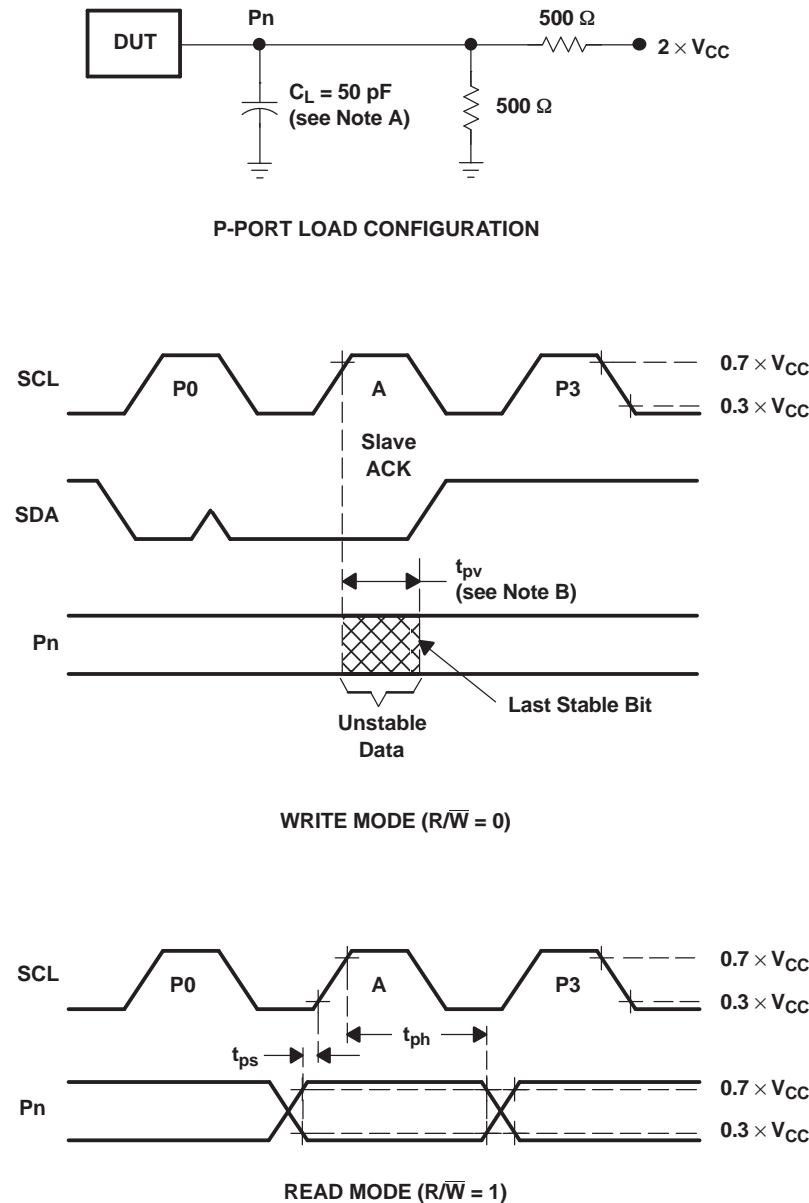 DUT
Pn
500 Ω
2 × VCC
CL = 50 pF
(see Note A)
500 Ω
P-PORT LOAD CONFIGURATION
SCL
P0
A
P3
0.7 × VCC
0.3 × VCC
Slave
ACK
SDA
tpv
(see Note B)
Pn
Last Stable Bit
Unstable
Data
WRITE MODE (R/W̅ = 0)
SCL
P0
A
P3
0.7 × VCC
0.3 × VCC
tps
tph
Pn
0.7 × VCC
0.3 × VCC
READ MODE (R/W̅ = 1)